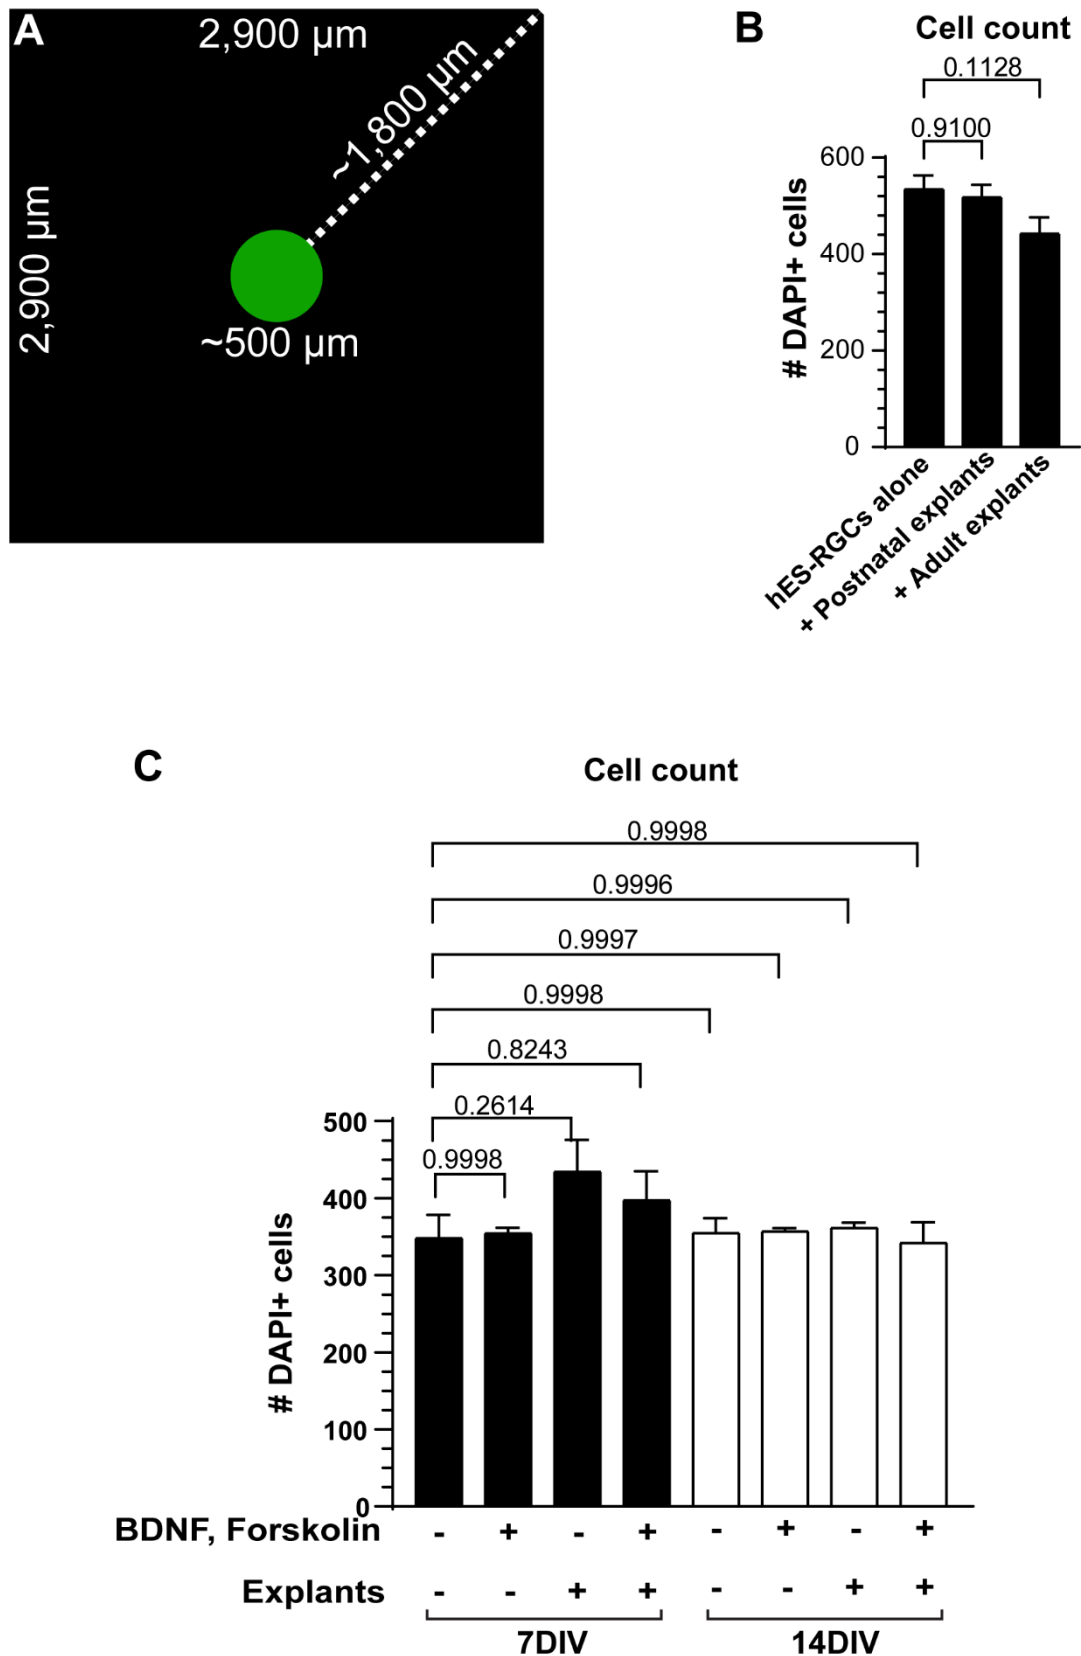 A
2,900 µm
~1,800 µm
2,900 µm
~500 µm
B
Cell count
0.1128
0.9100
# DAPI+ cells
600
400
200
0
hES-RGCs alone
+ Postnatal explants
+ Adult explants
C
Cell count
0.9998
0.9996
0.9997
0.9998
0.8243
0.2614
0.9998
# DAPI+ cells
500
400
300
200
100
0
BDNF, Forskolin - + - + - + - +
Explants - - + + - - + +
7DIV 14DIV